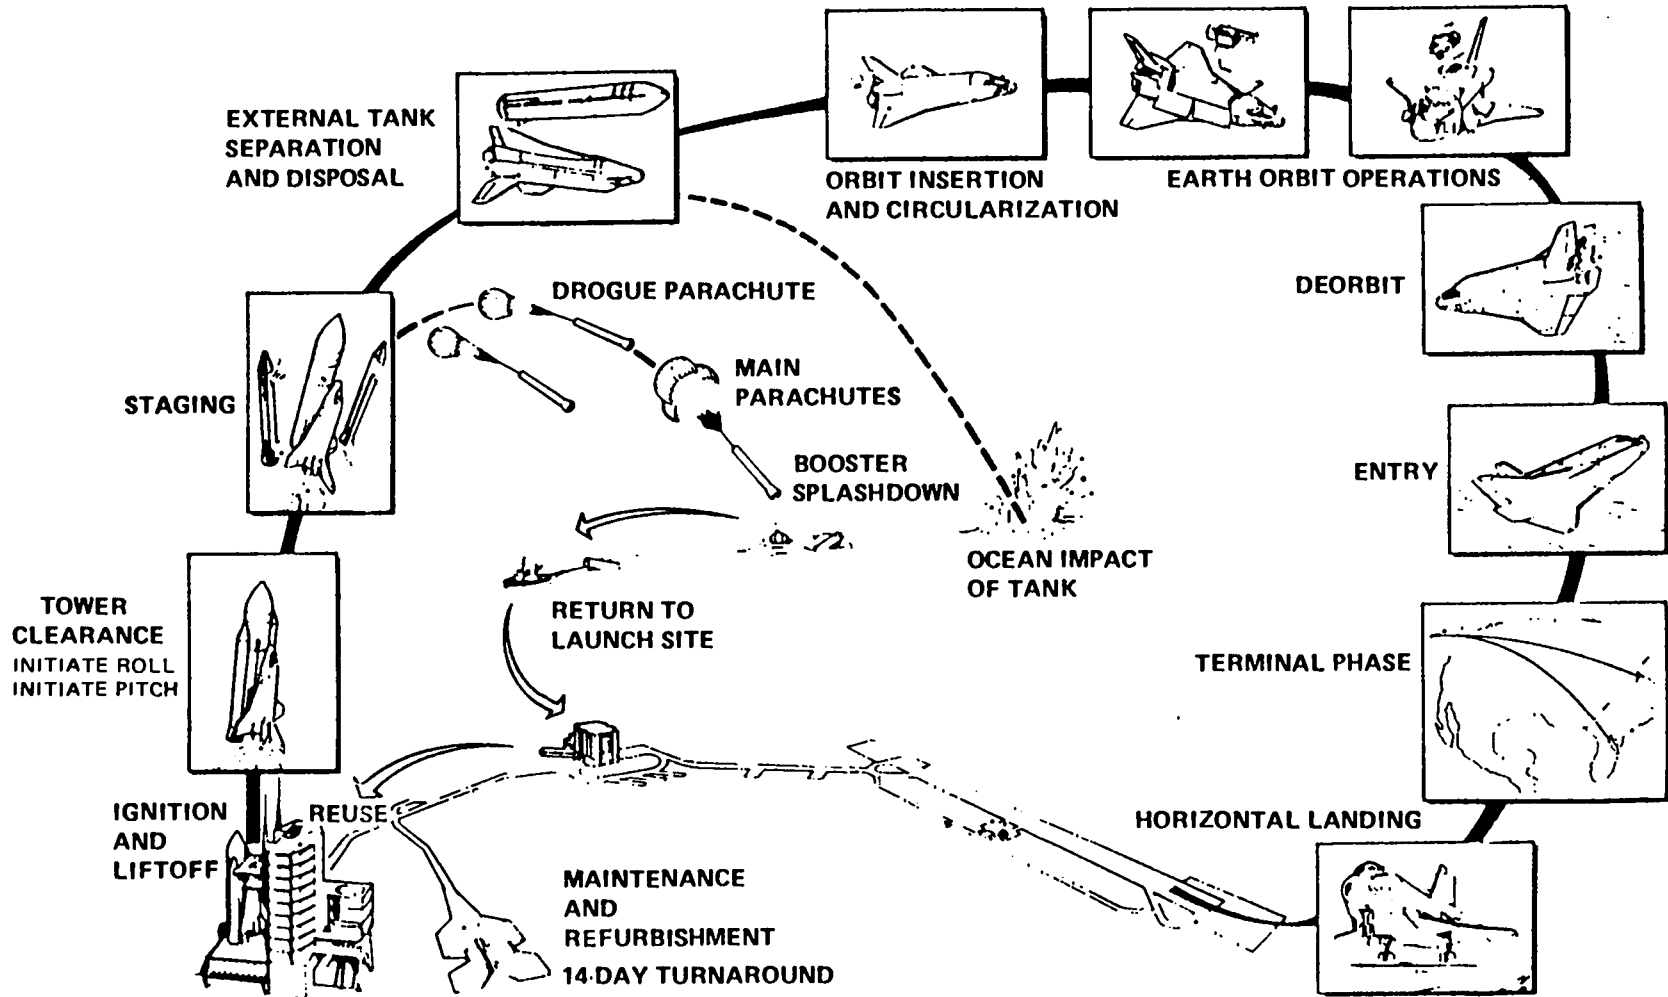 EXTERNAL TANK
SEPARATION
AND DISPOSAL
ORBIT INSERTION
AND CIRCULARIZATION
EARTH ORBIT OPERATIONS
DEORBIT
DROGUE PARACHUTE
MAIN
PARACHUTES
STAGING
BOOSTER
SPLASHDOWN
ENTRY
OCEAN IMPACT
OF TANK
TOWER
CLEARANCE
INITIATE ROLL
INITIATE PITCH
RETURN TO
LAUNCH SITE
TERMINAL PHASE
IGNITION
AND
LIFTOFF
REUSE
HORIZONTAL LANDING
MAINTENANCE
AND
REFURBISHMENT
14-DAY TURNAROUND